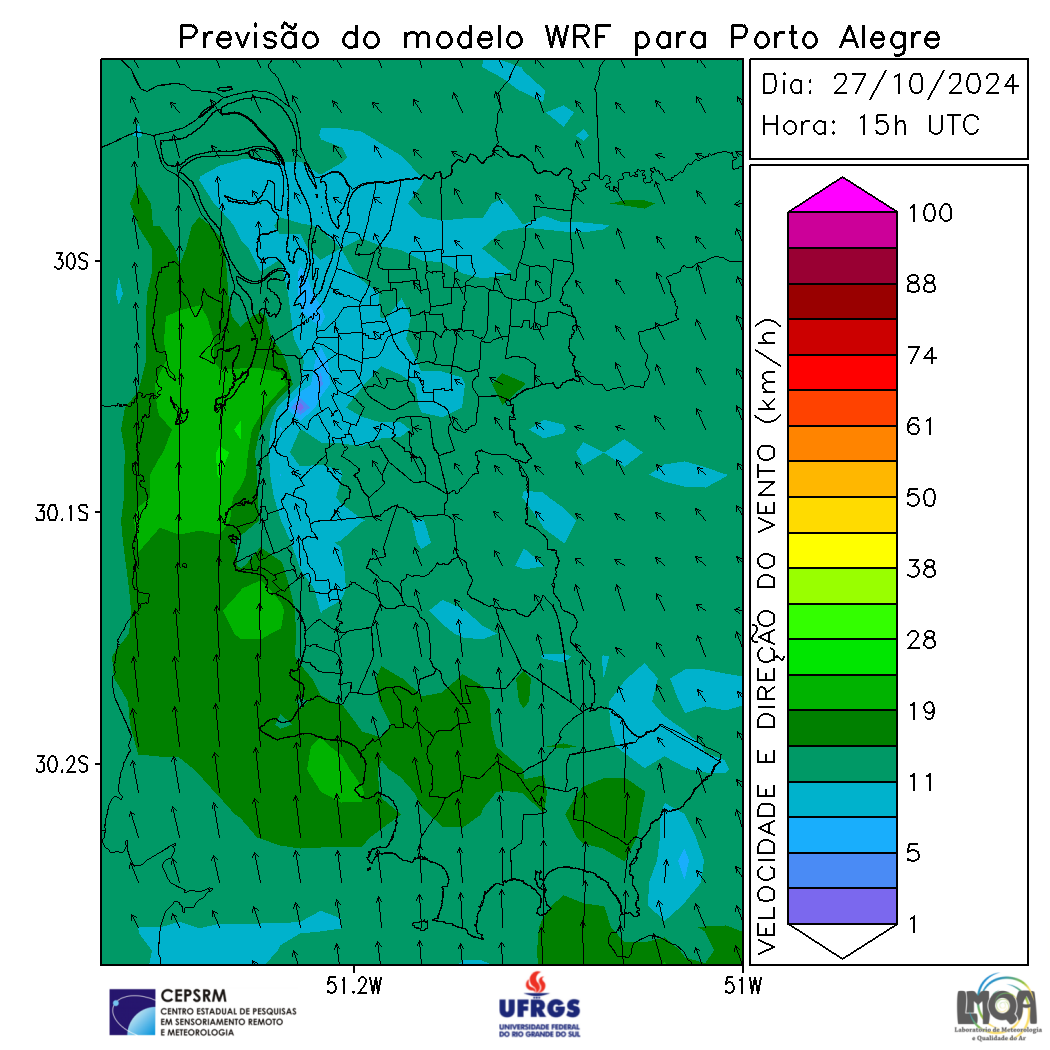 Previsão do modelo WRF para Porto Alegre
Dia: 27/10/2024
Hora: 15h UTC
30S
30.1S
30.2S
51.2W
51W
VELOCIDADE E DIREÇÃO DO VENTO (km/h)
100
88
74
61
50
38
28
19
11
5
1
CEPSRM
CENTRO ESTADUAL DE PESQUISAS
EM SENSORIAMENTO REMOTO
E METEOROLOGIA
UFRGS
UNIVERSIDADE FEDERAL
DO RIO GRANDE DO SUL
LMQA
Laboratório de Meteorologia
e Qualidade do Ar